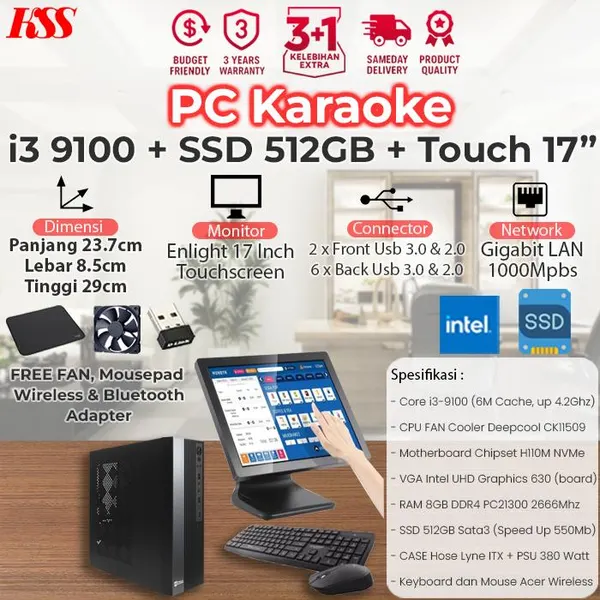 KSS
BUDGET FRIENDLY
3 YEARS WARRANTY
3+1 KELEBIHAN EXTRA
SAMEDAY DELIVERY
PRODUCT QUALITY
PC Karaoke
i3 9100 + SSD 512GB + Touch 17”
Dimensi
Panjang 23.7cm
Lebar 8.5cm
Tinggi 29cm
Monitor
Enlight 17 Inch
Touchscreen
Connector
2 x Front Usb 3.0 & 2.0
6 x Back Usb 3.0 & 2.0
Network
Gigabit LAN
1000Mpbs
FREE FAN, Mousepad
Wireless & Bluetooth
Adapter
intel.
SSD
Spesifikasi :
- Core i3-9100 (6M Cache, up 4.2Ghz)
- CPU FAN Cooler Deepcool CK11509
- Motherboard Chipset H110M NVMe
- VGA Intel UHD Graphics 630 (board)
- RAM 8GB DDR4 PC21300 2666Mhz
- SSD 512GB Sata3 (Speed Up 550Mb)
- CASE Hose Lyne ITX + PSU 380 Watt
- Keyboard dan Mouse Acer Wireless